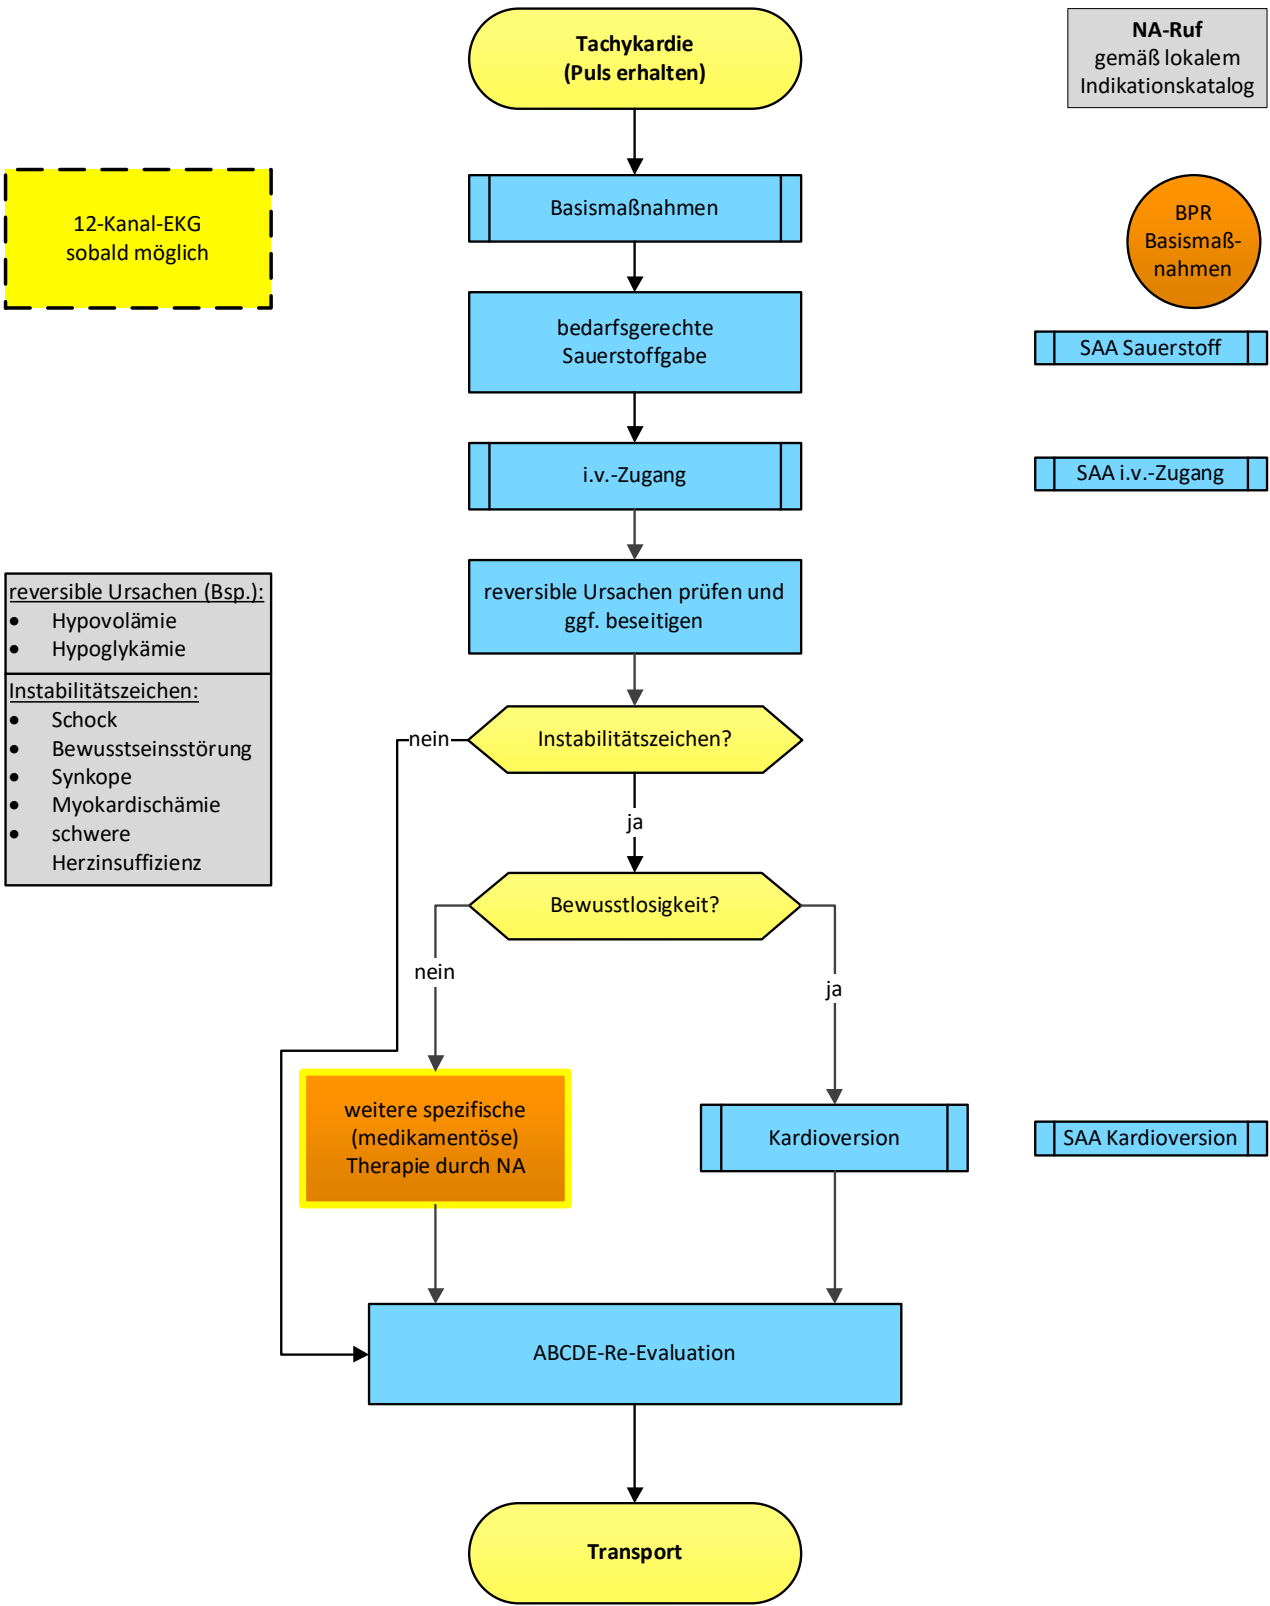 Tachykardie
(Puls erhalten)
NA-Ruf
gemäß lokalem
Indikationskatalog
12-Kanal-EKG
sobald möglich
Basismaßnahmen
BPR
Basismaß-
nahmen
bedarfsgerechte
Sauerstoffgabe
SAA Sauerstoff
i.v.-Zugang
SAA i.v.-Zugang
reversible Ursachen (Bsp.):
• Hypovolämie
• Hypoglykämie
reversible Ursachen prüfen und
ggf. beseitigen
Instabilitätszeichen:
• Schock
• Bewusstseinsstörung
• Synkope
• Myokardischämie
• schwere
Herzinsuffizienz
nein
Instabilitätszeichen?
ja
Bewusstlosigkeit?
nein
ja
weitere spezifische
(medikamentöse)
Therapie durch NA
Kardioversion
SAA Kardioversion
ABCDE-Re-Evaluation
Transport